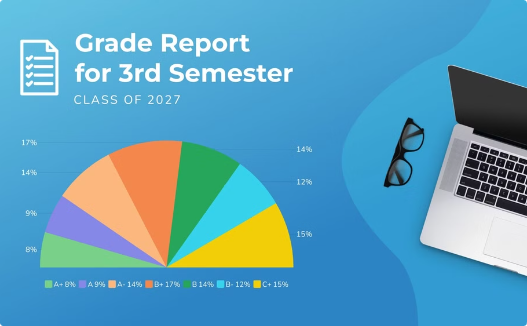 Grade Report
for 3rd Semester
CLASS OF 2027
17%
14%
9%
8%
14%
12%
15%
A+ 8% A 9% A- 14% B+ 17% B 14% B- 12% C+ 15%